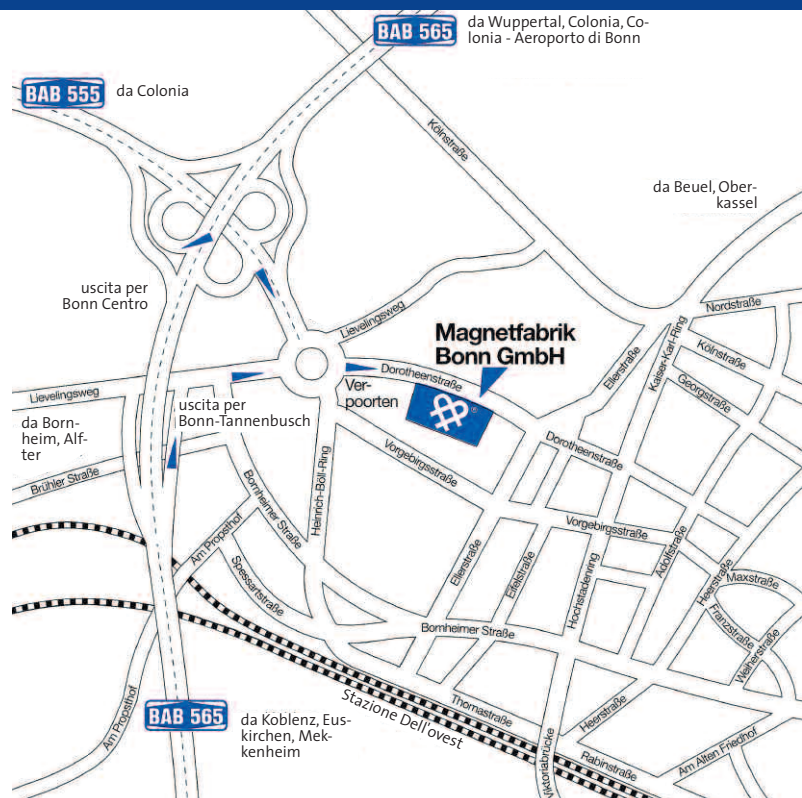 BAB 565
da Wuppertal, Colonia, Co-
lonia - Aeroporto di Bonn
BAB 555
da Colonia
Kölnstraße
da Beuel, Ober-
kassel
uscita per
Bonn Centro
Nordstraße
Lievelingsweg
Magnetfabrik
Bonn GmbH
Kölnstraße
Ellerstraße
Kaiser-Karl-Ring
Georgstraße
Dorotheenstraße
Lievelingsweg
Ver-
poorten
®
uscita per
Bonn-Tannenbusch
da Born-
heim, Alf-
ter
Dorotheenstraße
Vorgebirgsstraße
Brühler Straße
Bornheimer Straße
Heinrich-Böll-Ring
Vorgebirgsstraße
Am Propsthof
Ellerstraße
Eifelstraße
Hochstadenring
Adolfstraße
Heerstraße
Maxstraße
Spessartstraße
Franzstraße
Weiherstraße
Bornheimer Straße
Am Propsthof
BAB 565
da Koblenz, Eus-
kirchen, Mek-
kenheim
Stazione Dell'ovest
Thomastraße
Heerstraße
Viktoriabrücke
Rabinstraße
Am Alten Friedhof